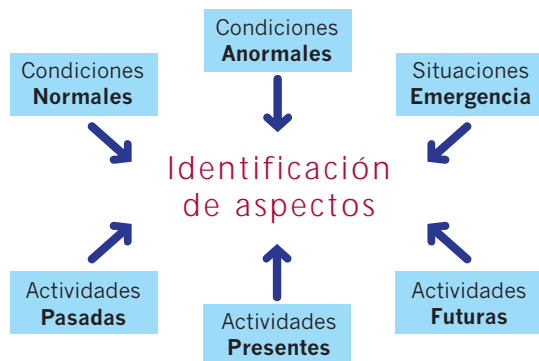 Condiciones
Anormales
Condiciones
Normales
Situaciones
Emergencia
Identificación
de aspectos
Actividades
Pasadas
Actividades
Presentes
Actividades
Futuras